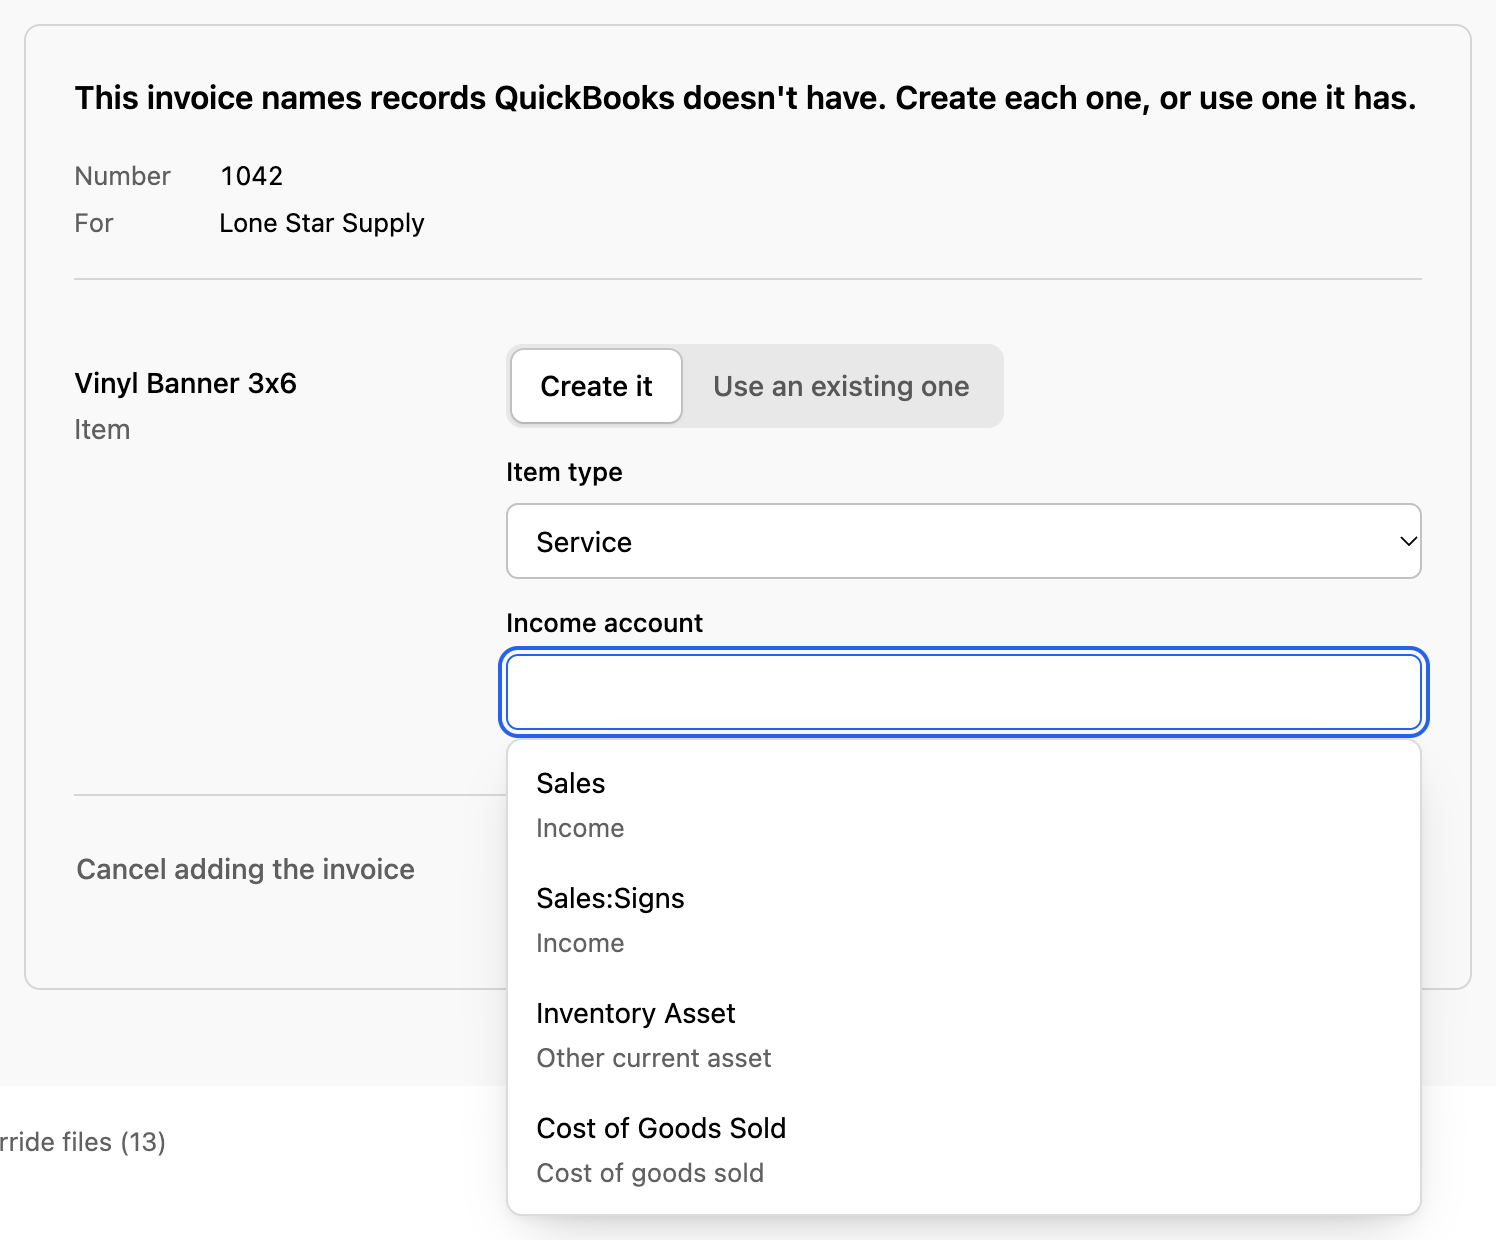 This invoice names records QuickBooks doesn't have. Create each one, or use one it has.
Number 1042
For Lone Star Supply
Vinyl Banner 3x6
Item
Create it Use an existing one
Item type
Service
Income account
Sales
Income
Cancel adding the invoice
Sales:Signs
Income
Inventory Asset
Other current asset
Cost of Goods Sold
rride files (13)
Cost of goods sold